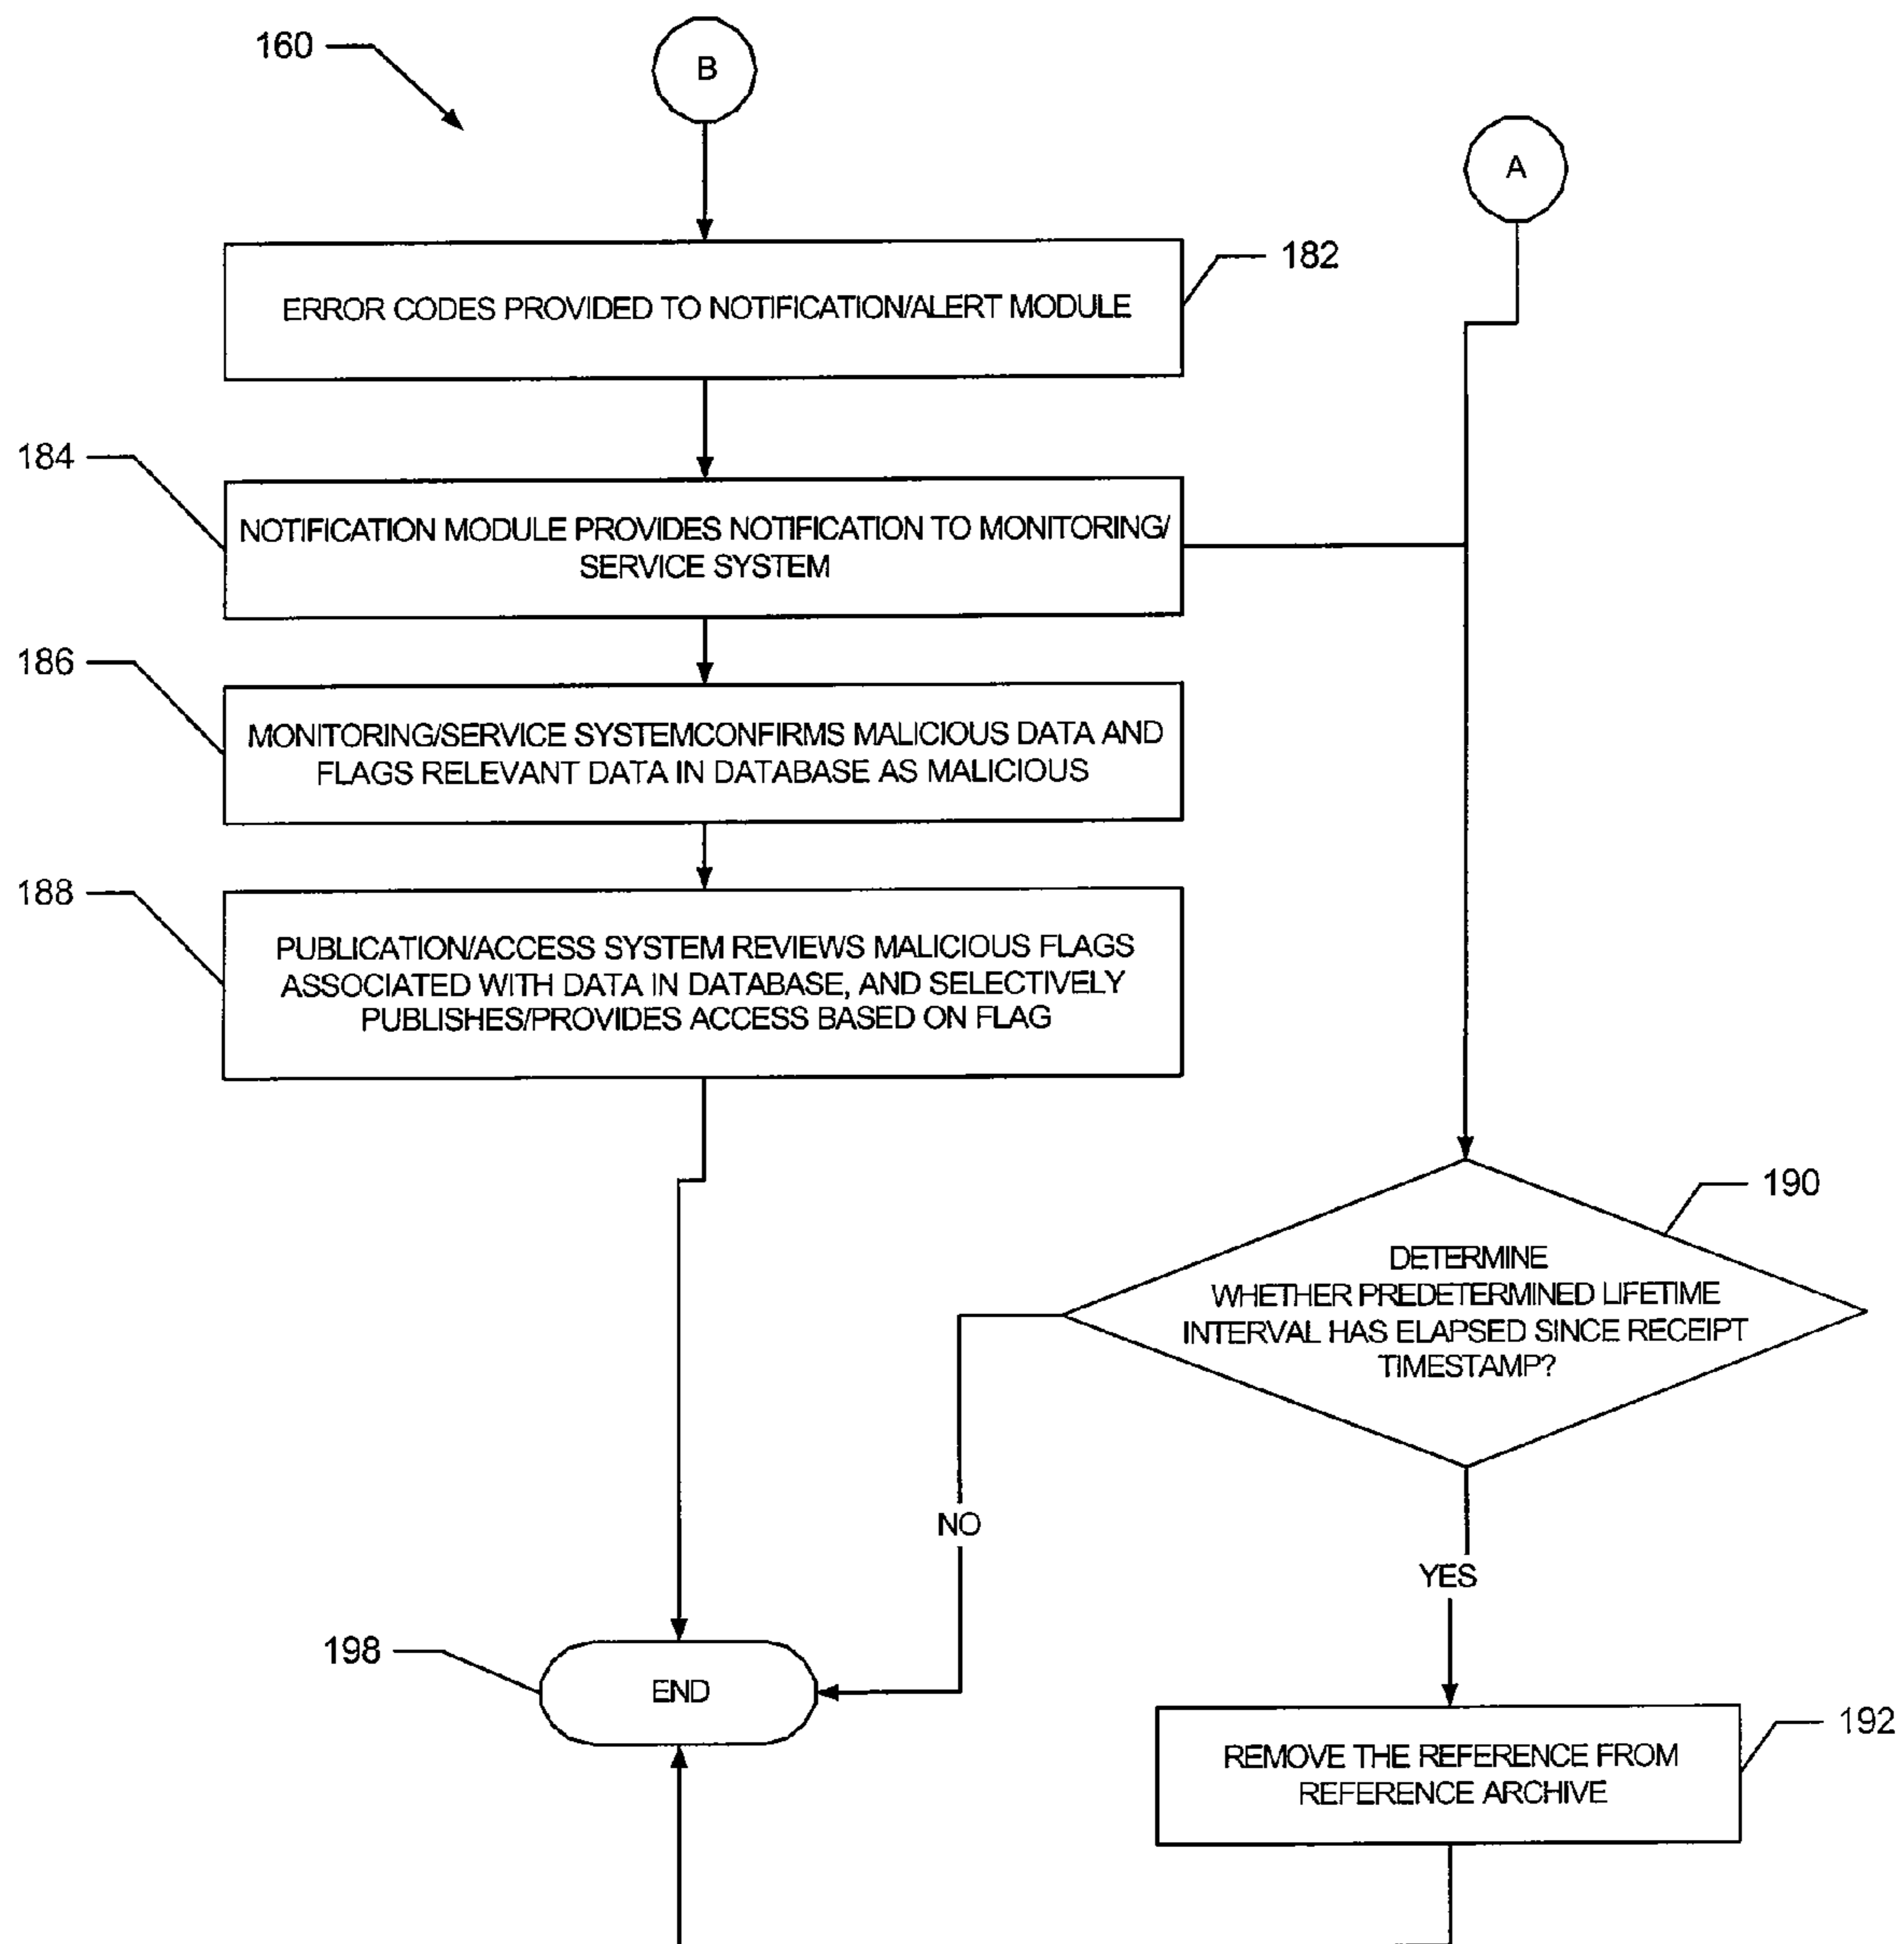 160
B
A
ERROR CODES PROVIDED TO NOTIFICATION/ALERT MODULE
182
184
NOTIFICATION MODULE PROVIDES NOTIFICATION TO MONITORING/
SERVICE SYSTEM
186
MONITORING/SERVICE SYSTEMCONFIRMS MALICIOUS DATA AND
FLAGS RELEVANT DATA IN DATABASE AS MALICIOUS
188
PUBLICATION/ACCESS SYSTEM REVIEWS MALICIOUS FLAGS
ASSOCIATED WITH DATA IN DATABASE, AND SELECTIVELY
PUBLISHES/PROVIDES ACCESS BASED ON FLAG
190
DETERMINE
WHETHER PREDETERMINED LIFETIME
INTERVAL HAS ELAPSED SINCE RECEIPT
TIMESTAMP?
NO
YES
198
END
192
REMOVE THE REFERENCE FROM
REFERENCE ARCHIVE